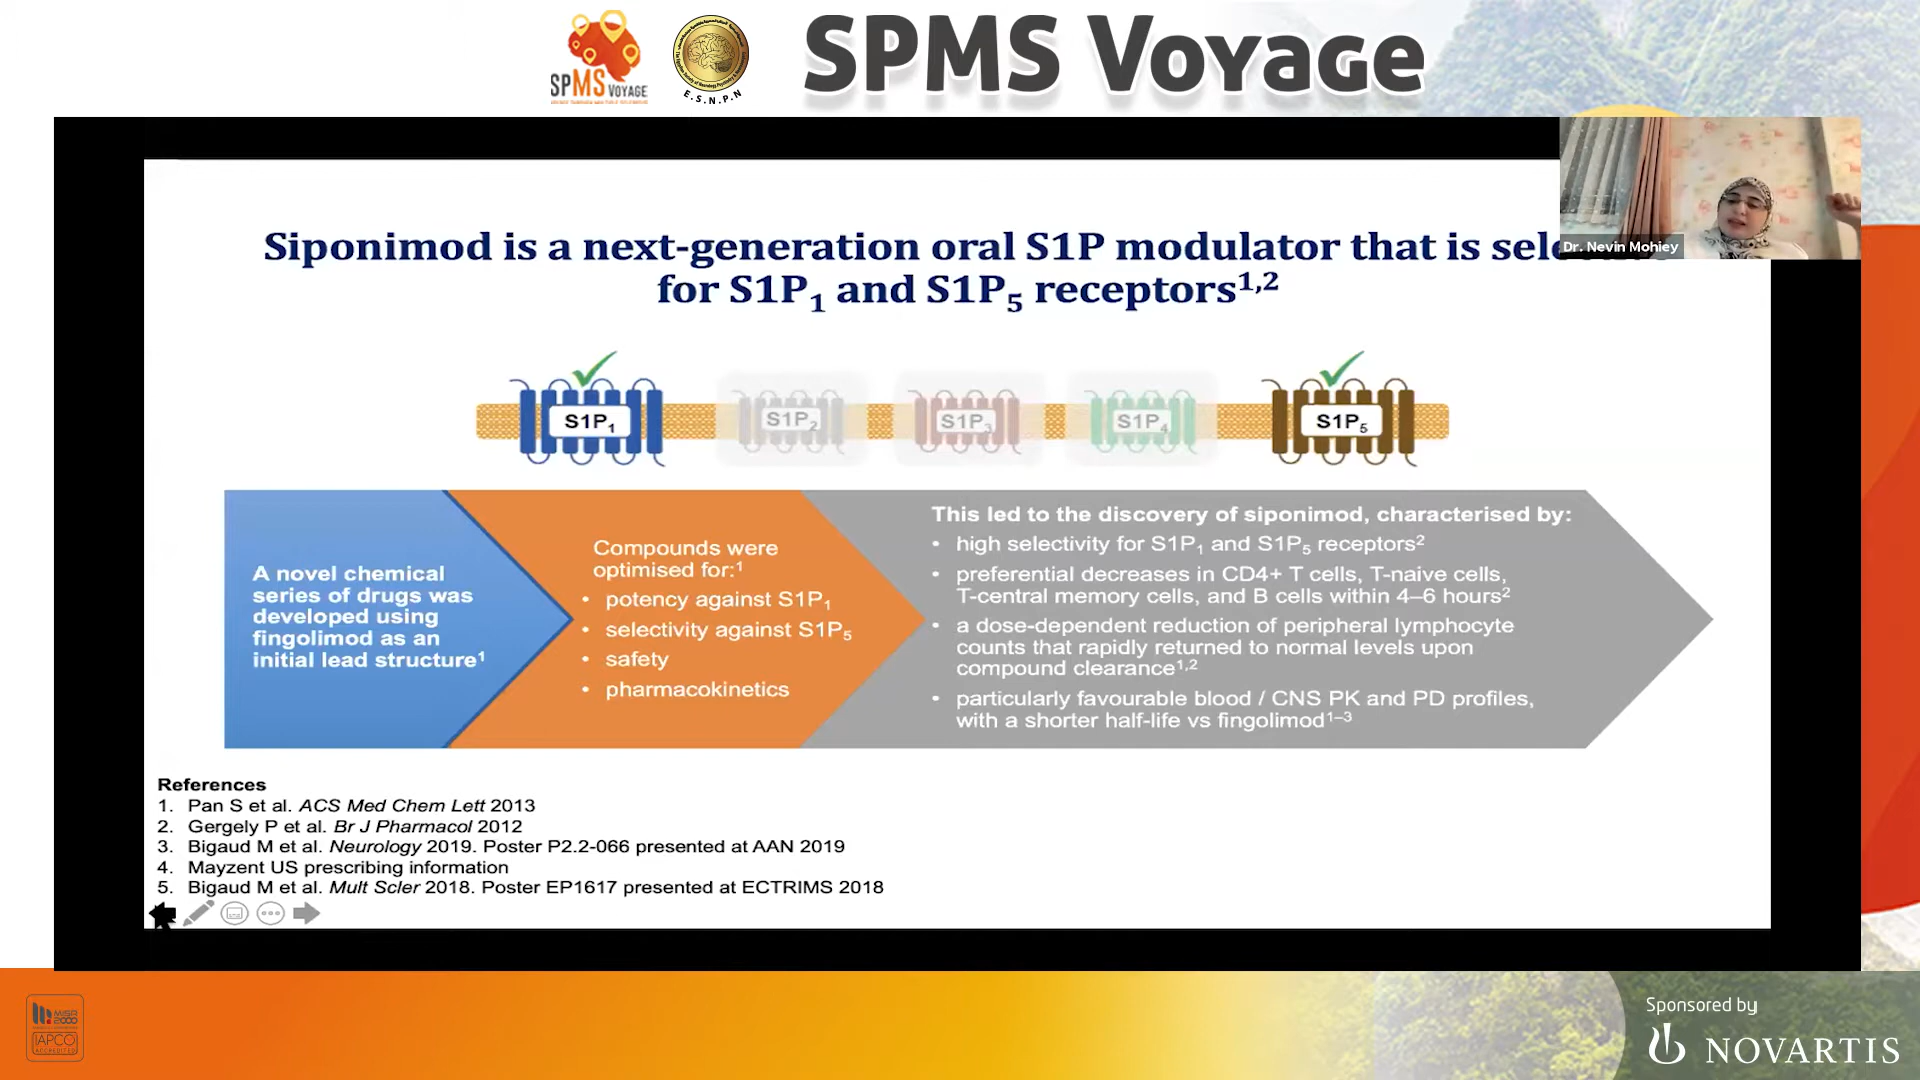 SPMS VOYAGE
E.S.N.P.N
SPMS Voyage
Dr. Nevin Mohiey
Siponimod is a next-generation oral S1P modulator that is
for S1P₁ and S1P₅ receptors¹,²
S1P₁
S1P₂
S1P₃
S1P₄
S1P₅
A novel chemical
series of drugs was
developed using
fingolimod as an
initial lead structure¹
Compounds were
optimised for:¹
• potency against S1P₁
• selectivity against S1P₅
• safety
• pharmacokinetics
This led to the discovery of siponimod, characterised by:
• high selectivity for S1P₁ and S1P₅ receptors²
• preferential decreases in CD4+ T cells, T-naive cells,
T-central memory cells, and B cells within 4–6 hours²
• a dose-dependent reduction of peripheral lymphocyte
counts that rapidly returned to normal levels upon
compound clearance¹,²
• particularly favourable blood / CNS PK and PD profiles,
with a shorter half-life vs fingolimod¹⁻³
References
1. Pan S et al. ACS Med Chem Lett 2013
2. Gergely P et al. Br J Pharmacol 2012
3. Bigaud M et al. Neurology 2019. Poster P2.2-066 presented at AAN 2019
4. Mayzent US prescribing information
5. Bigaud M et al. Mult Scler 2018. Poster EP1617 presented at ECTRIMS 2018
MISR
2000
IAPCO
ACCREDITED
Sponsored by
NOVARTIS